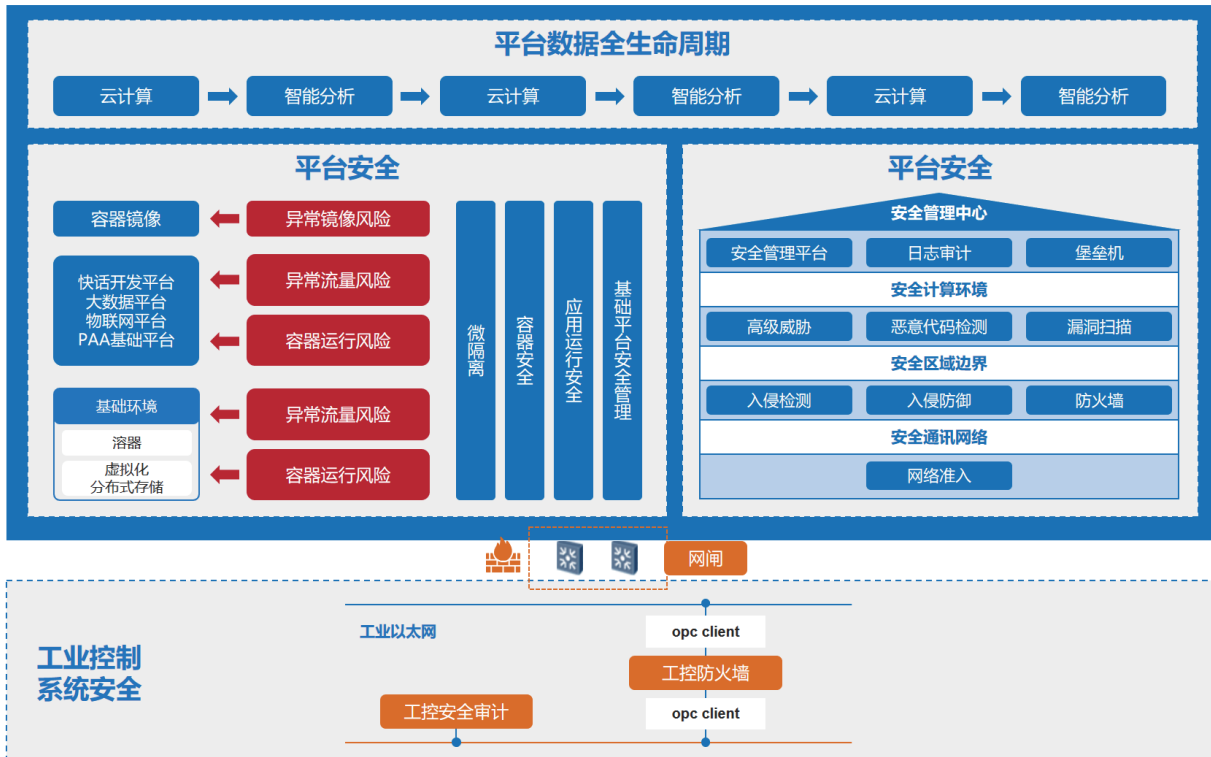 平台数据全生命周期
云计算
智能分析
云计算
智能分析
云计算
智能分析
平台安全
容器镜像
异常镜像风险
快话开发平台
大数据平台
物联网平台
PAA基础平台
异常流量风险
容器运行风险
基础环境
溶器
虚拟化
分布式存储
异常流量风险
容器运行风险
微隔离
容器安全
应用运行安全
基础平台安全管理
平台安全
安全管理中心
安全管理平台
日志审计
堡垒机
安全计算环境
高级威胁
恶意代码检测
漏洞扫描
安全区域边界
入侵检测
入侵防御
防火墙
安全通讯网络
网络准入
网闸
工业控制
系统安全
工业以太网
opc client
工控防火墙
工控安全审计
opc client